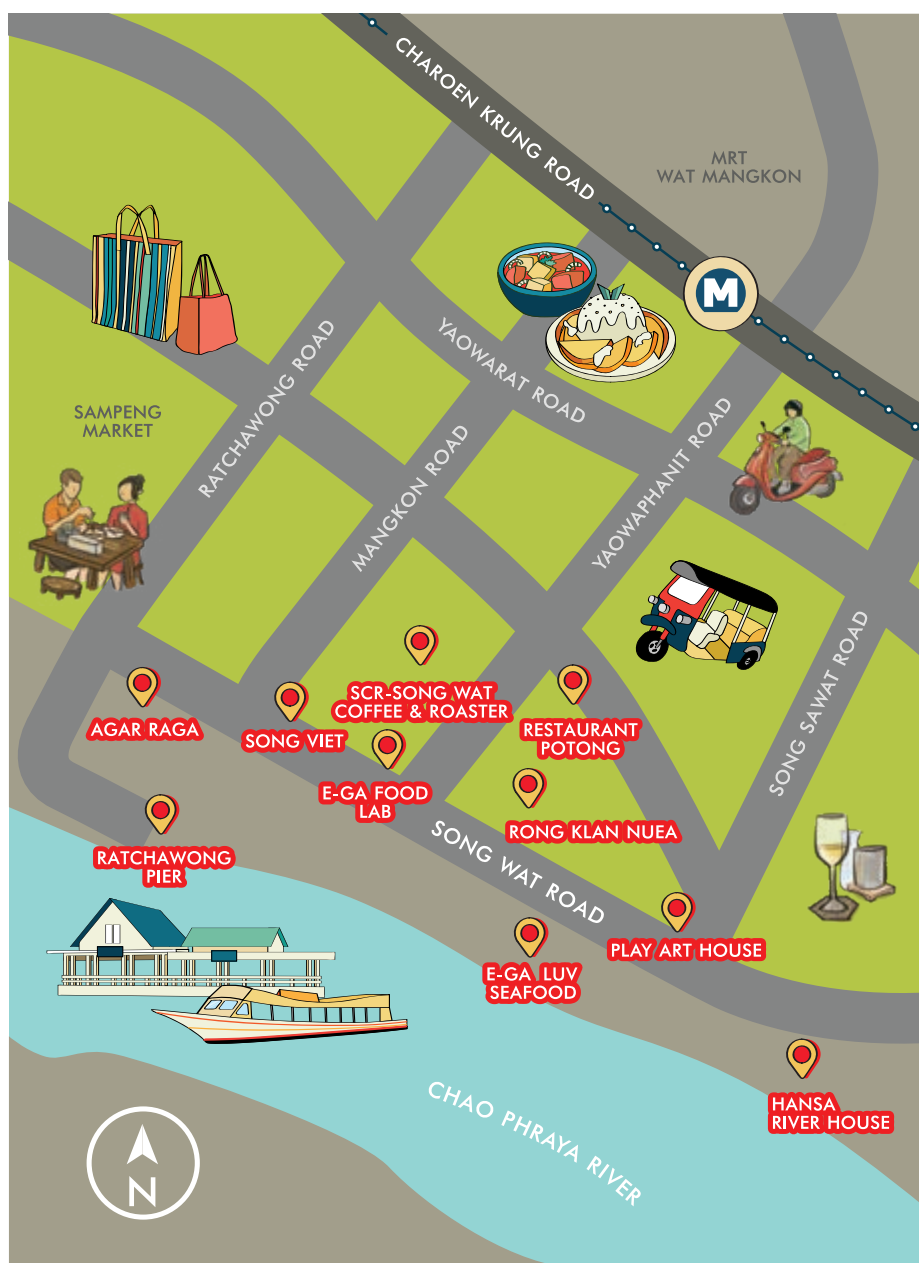 CHAROEN KRUNG ROAD
MRT
WAT MANGKON
M
YAOWARAT ROAD
RATCHAWONG ROAD
SAMPENG
MARKET
MANGKON ROAD
YAOWAPHANIT ROAD
SONG SAWAT ROAD
SCR-SONG WAT
COFFEE & ROASTER
AGAR RAGA
SONG VIET
RESTAURANT
POTONG
E-GA FOOD
LAB
RONG KLAN NUEA
RATCHAWONG
PIER
SONG WAT ROAD
PLAY ART HOUSE
E-GA LUV
SEAFOOD
HANSA
RIVER HOUSE
CHAO PHRAYA RIVER
N